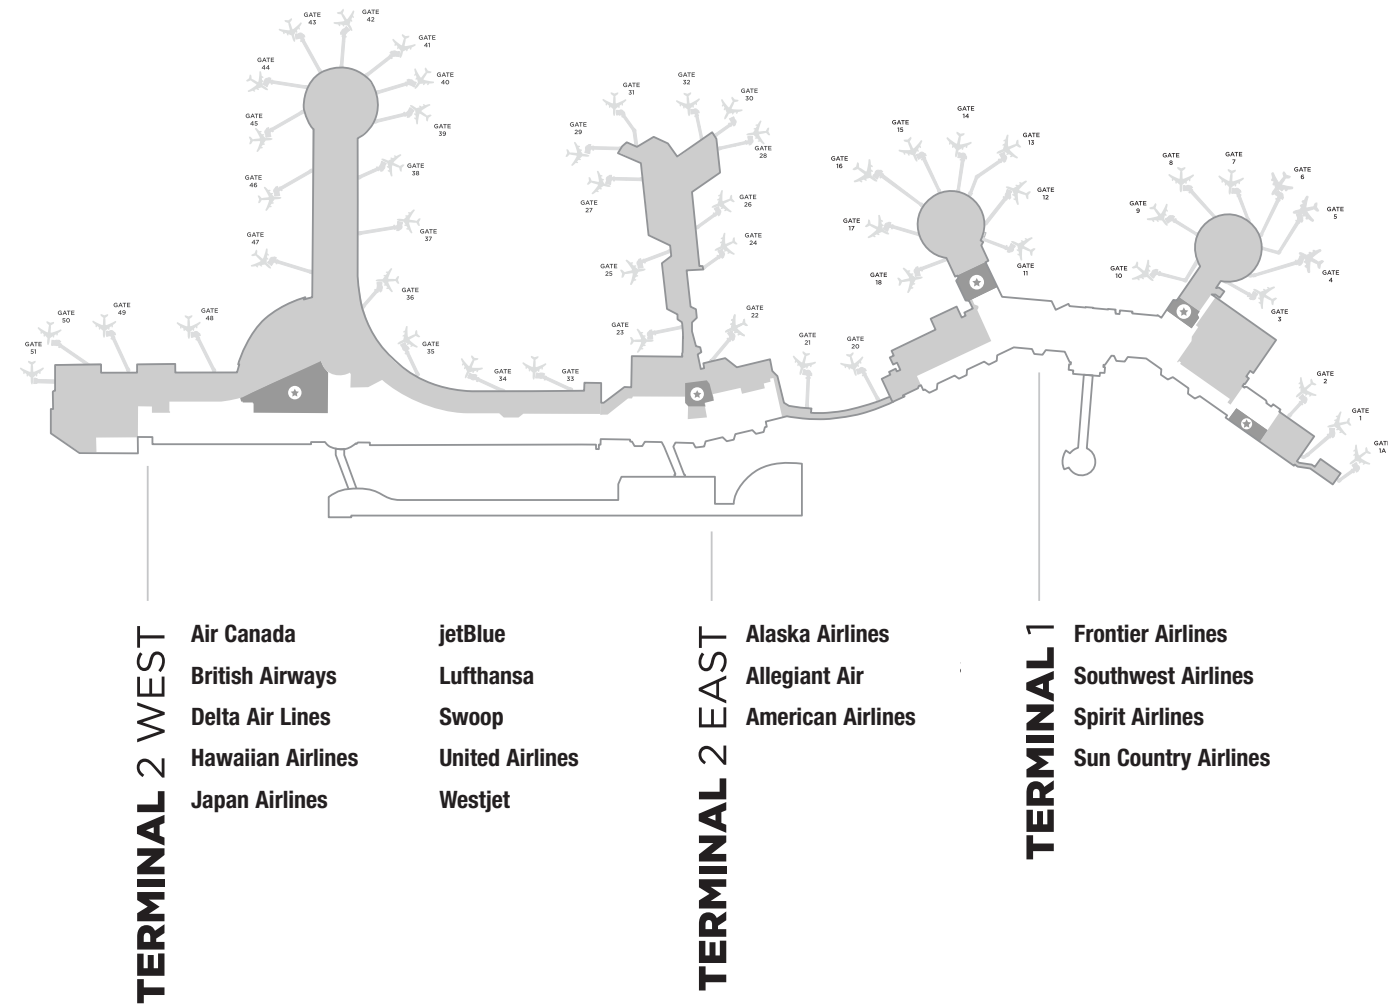 GATE
43
GATE
42
GATE
41
GATE
44
GATE
40
GATE
45
GATE
39
GATE
46
GATE
38
GATE
47
GATE
37
GATE
36
GATE
35
GATE
48
GATE
49
GATE
50
GATE
51
GATE
34
GATE
33
GATE
32
GATE
31
GATE
30
GATE
29
GATE
28
GATE
27
GATE
26
GATE
25
GATE
24
GATE
23
GATE
22
GATE
21
GATE
20
GATE
18
GATE
17
GATE
16
GATE
15
GATE
14
GATE
13
GATE
12
GATE
11
GATE
10
GATE
9
GATE
8
GATE
7
GATE
6
GATE
5
GATE
4
GATE
3
GATE
2
GATE
1
GATE
1A
TERMINAL 2 WEST
Air Canada
British Airways
Delta Air Lines
Hawaiian Airlines
Japan Airlines
jetBlue
Lufthansa
Swoop
United Airlines
Westjet
TERMINAL 2 EAST
Alaska Airlines
Allegiant Air
American Airlines
TERMINAL 1
Frontier Airlines
Southwest Airlines
Spirit Airlines
Sun Country Airlines